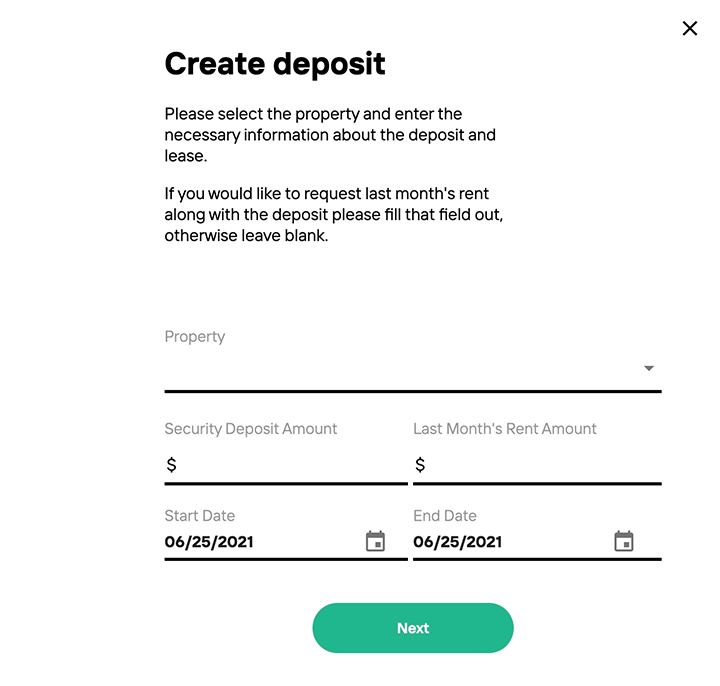 Create deposit
Please select the property and enter the
necessary information about the deposit and
lease.
If you would like to request last month's rent
along with the deposit please fill that field out,
otherwise leave blank.
Property
Security Deposit Amount
Last Month's Rent Amount
$
$
Start Date
End Date
06/25/2021
06/25/2021
Next